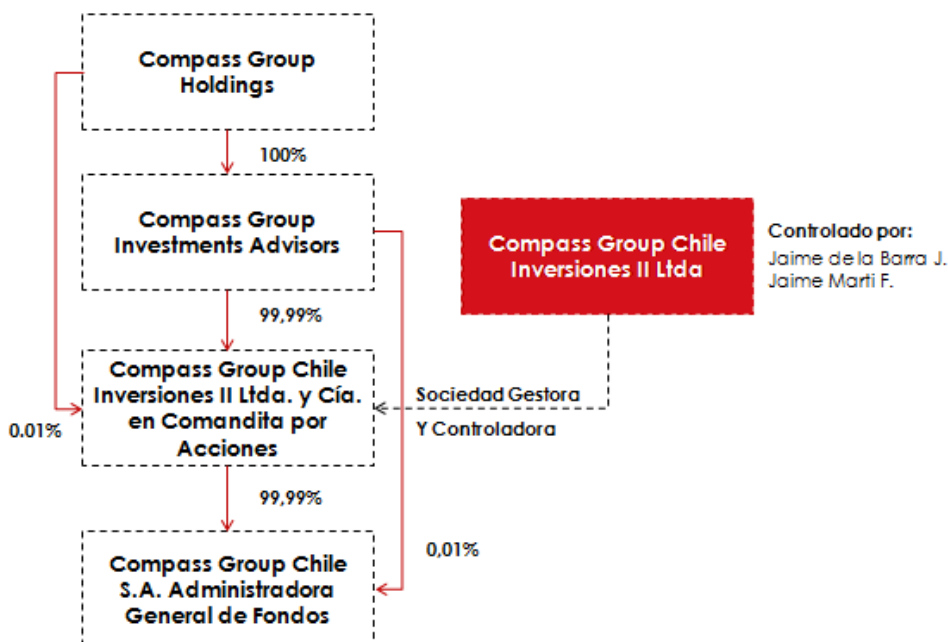 Compass Group
Holdings
100%
Compass Group
Investments Advisors
Compass Group Chile
Inversiones II Ltda
Controlado por:
Jaime de la Barra J.
Jaime Marti F.
99,99%
Compass Group Chile
Inversiones II Ltda. y Cía.
en Comandita por
Acciones
Sociedad Gestora
Y Controladora
0.01%
99,99%
0,01%
Compass Group Chile
S.A. Administradora
General de Fondos